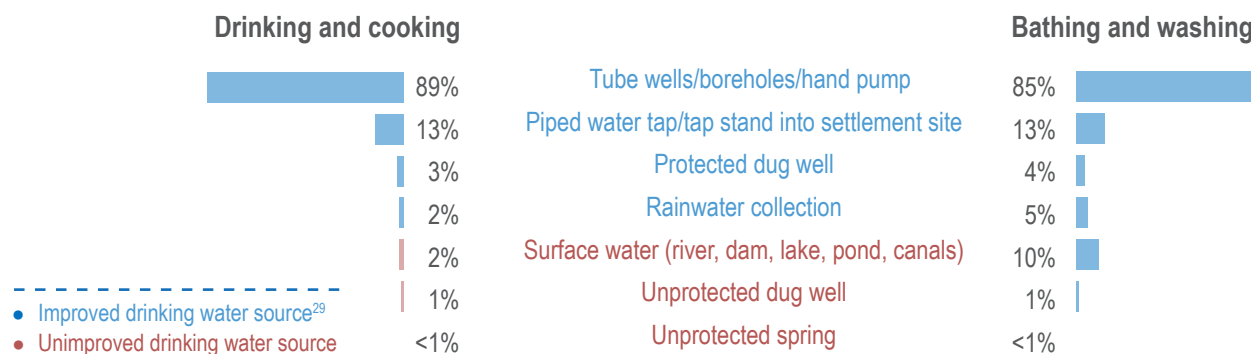 Drinking and cooking Bathing and washing
89% Tube wells/boreholes/hand pump 85%
13% Piped water tap/tap stand into settlement site 13%
3% Protected dug well 4%
2% Rainwater collection 5%
2% Surface water (river, dam, lake, pond, canals) 10%
1% Unprotected dug well 1%
• Improved drinking water source29
<1% Unprotected spring <1%
• Unimproved drinking water source